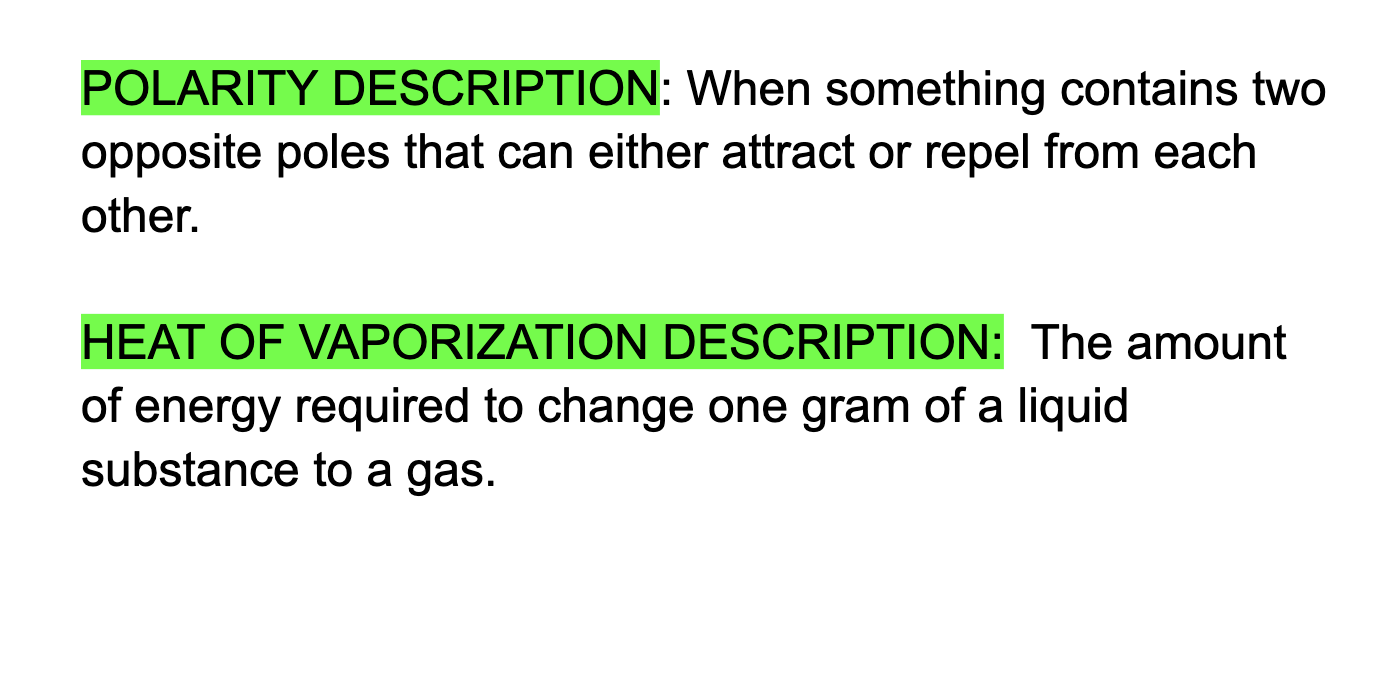 POLARITY DESCRIPTION: When something contains two
opposite poles that can either attract or repel from each
other.
HEAT OF VAPORIZATION DESCRIPTION:  The amount
of energy required to change one gram of a liquid
substance to a gas.